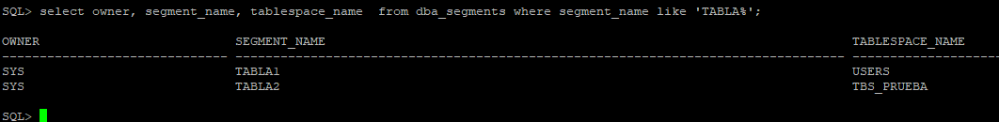 SQL> select owner, segment_name, tablespace_name  from dba_segments where segment_name like 'TABLA%';
OWNER SEGMENT_NAME TABLESPACE_NAME
------------------------------ -------------------------------------------------------------------------------- --------------------
SYS TABLA1 USERS
SYS TABLA2 TBS_PRUEBA
SQL>